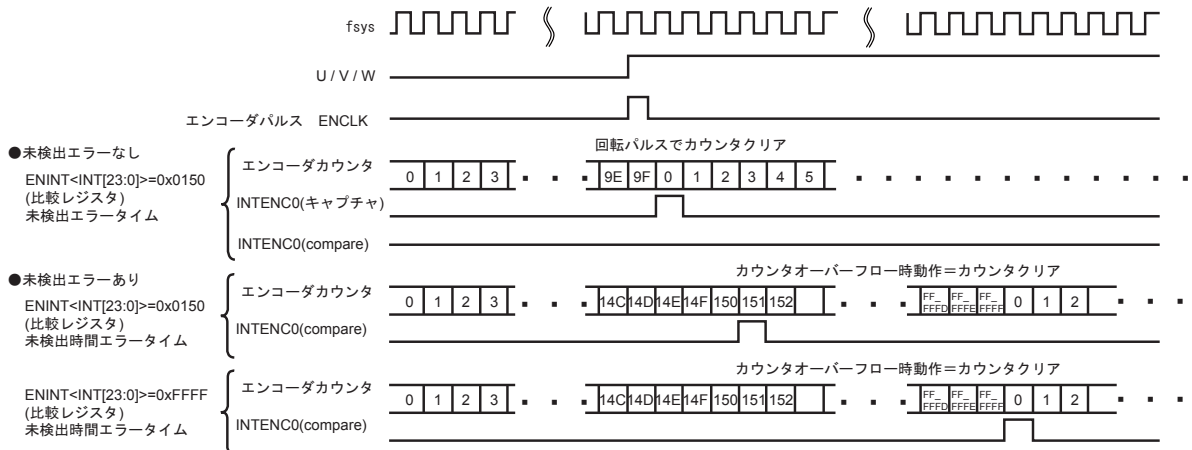 fsys
U / V / W
エンコーダパルス ENCLK
回転パルスでカウンタクリア
●未検出エラーなし
ENINT<INT[23:0]>=0x0150
(比較レジスタ)
未検出エラータイム
エンコーダカウンタ
0 1 2 3 ・ ・ ・ 9E 9F 0 1 2 3 4 5 ・ ・ ・ ・ ・ ・ ・ ・ ・ ・ ・ ・ ・ ・
INTENC0(キャプチャ)
INTENC0(compare)
●未検出エラーあり
カウンタオーバーフロー時動作＝カウンタクリア
ENINT<INT[23:0]>=0x0150
(比較レジスタ)
未検出時間エラータイム
エンコーダカウンタ
0 1 2 3 ・ ・ ・ 14C 14D 14E 14F 150 151 152 ・ ・ ・ FF_FFFD FF_FFFE FF_FFFF 0 1 2 ・ ・ ・
INTENC0(compare)
カウンタオーバーフロー時動作＝カウンタクリア
ENINT<INT[23:0]>=0xFFFF
(比較レジスタ)
未検出時間エラータイム
エンコーダカウンタ
0 1 2 3 ・ ・ ・ 14C 14D 14E 14F 150 151 152 ・ ・ ・ FF_FFFD FF_FFFE FF_FFFF 0 1 2 ・ ・ ・
INTENC0(compare)